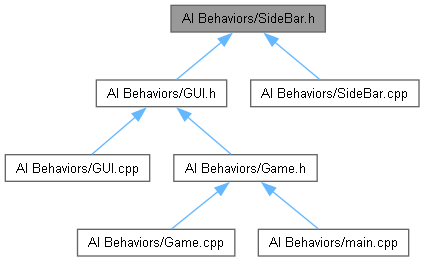 AI Behaviors/SideBar.h
AI Behaviors/GUI.h
AI Behaviors/SideBar.cpp
AI Behaviors/GUI.cpp
AI Behaviors/Game.h
AI Behaviors/Game.cpp
AI Behaviors/main.cpp